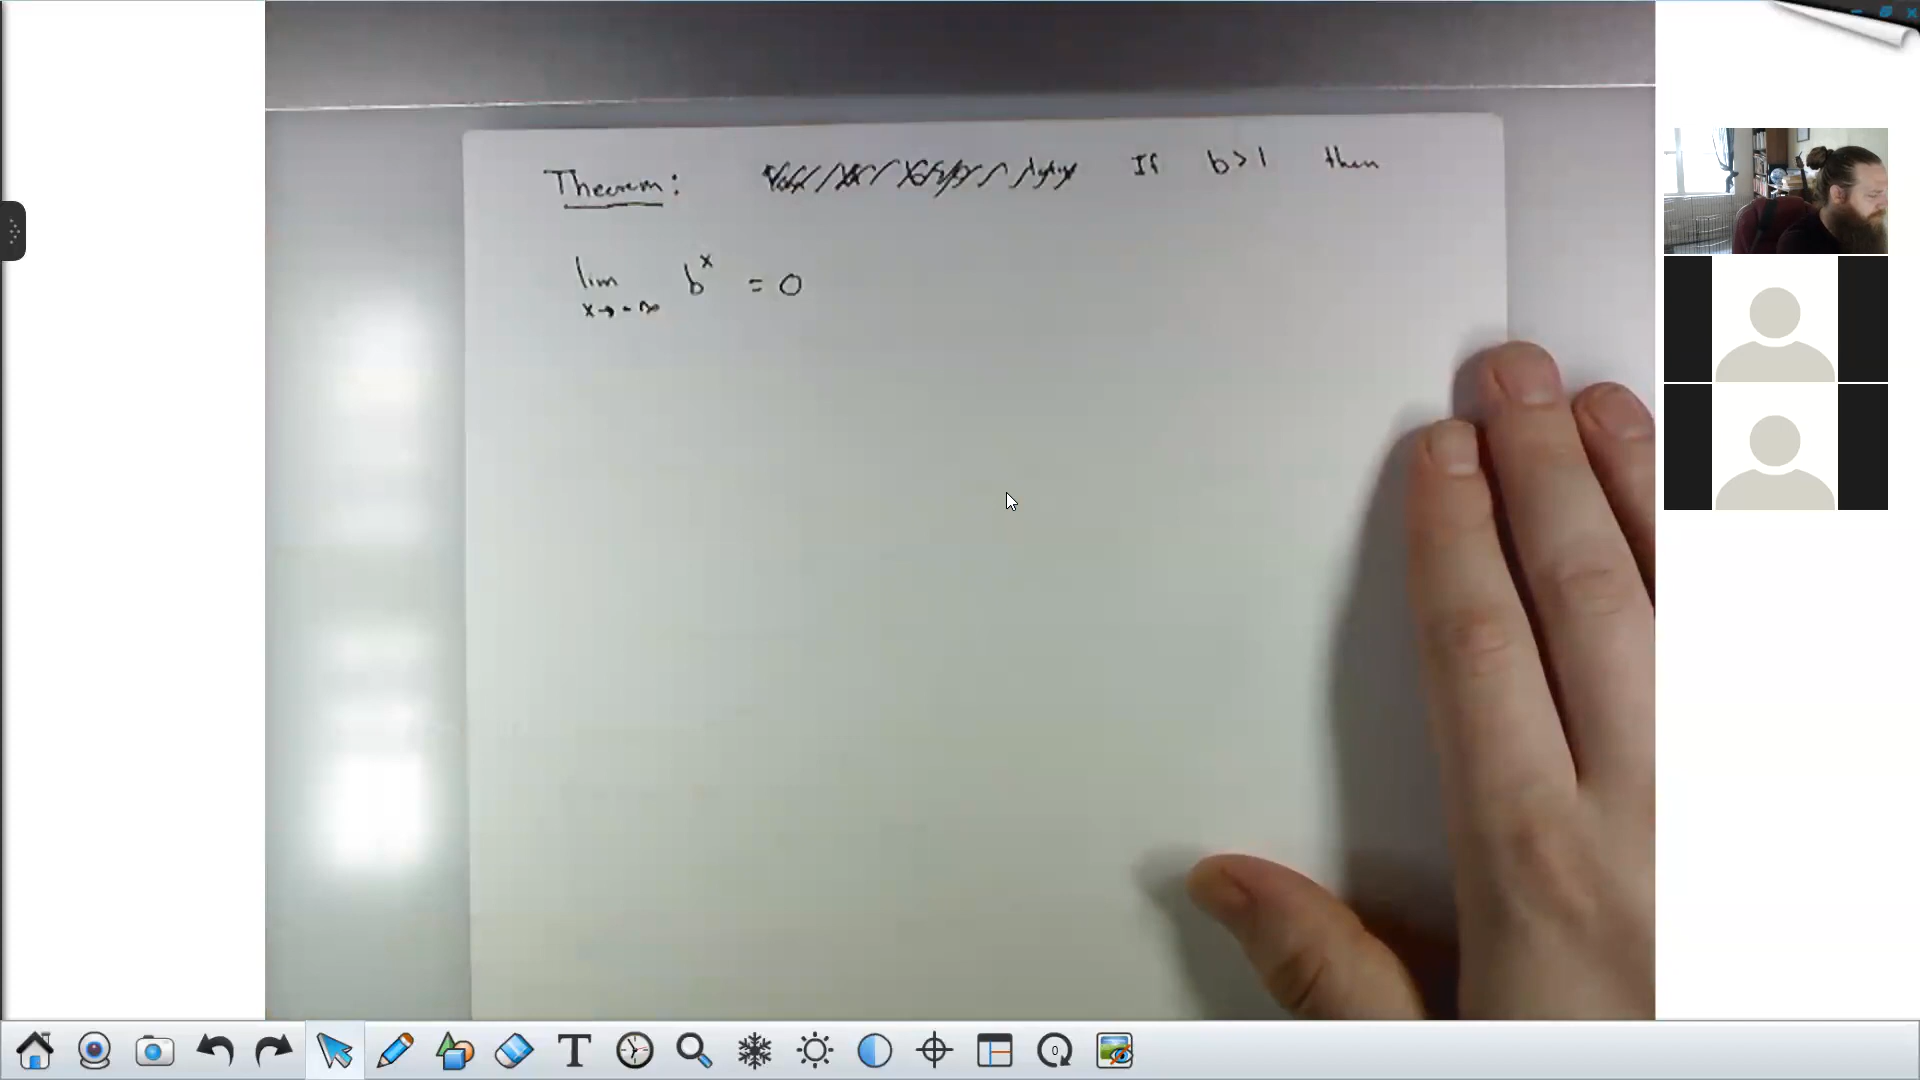 Theorem: If b>1 then
lim b^x = 0
x→-∞